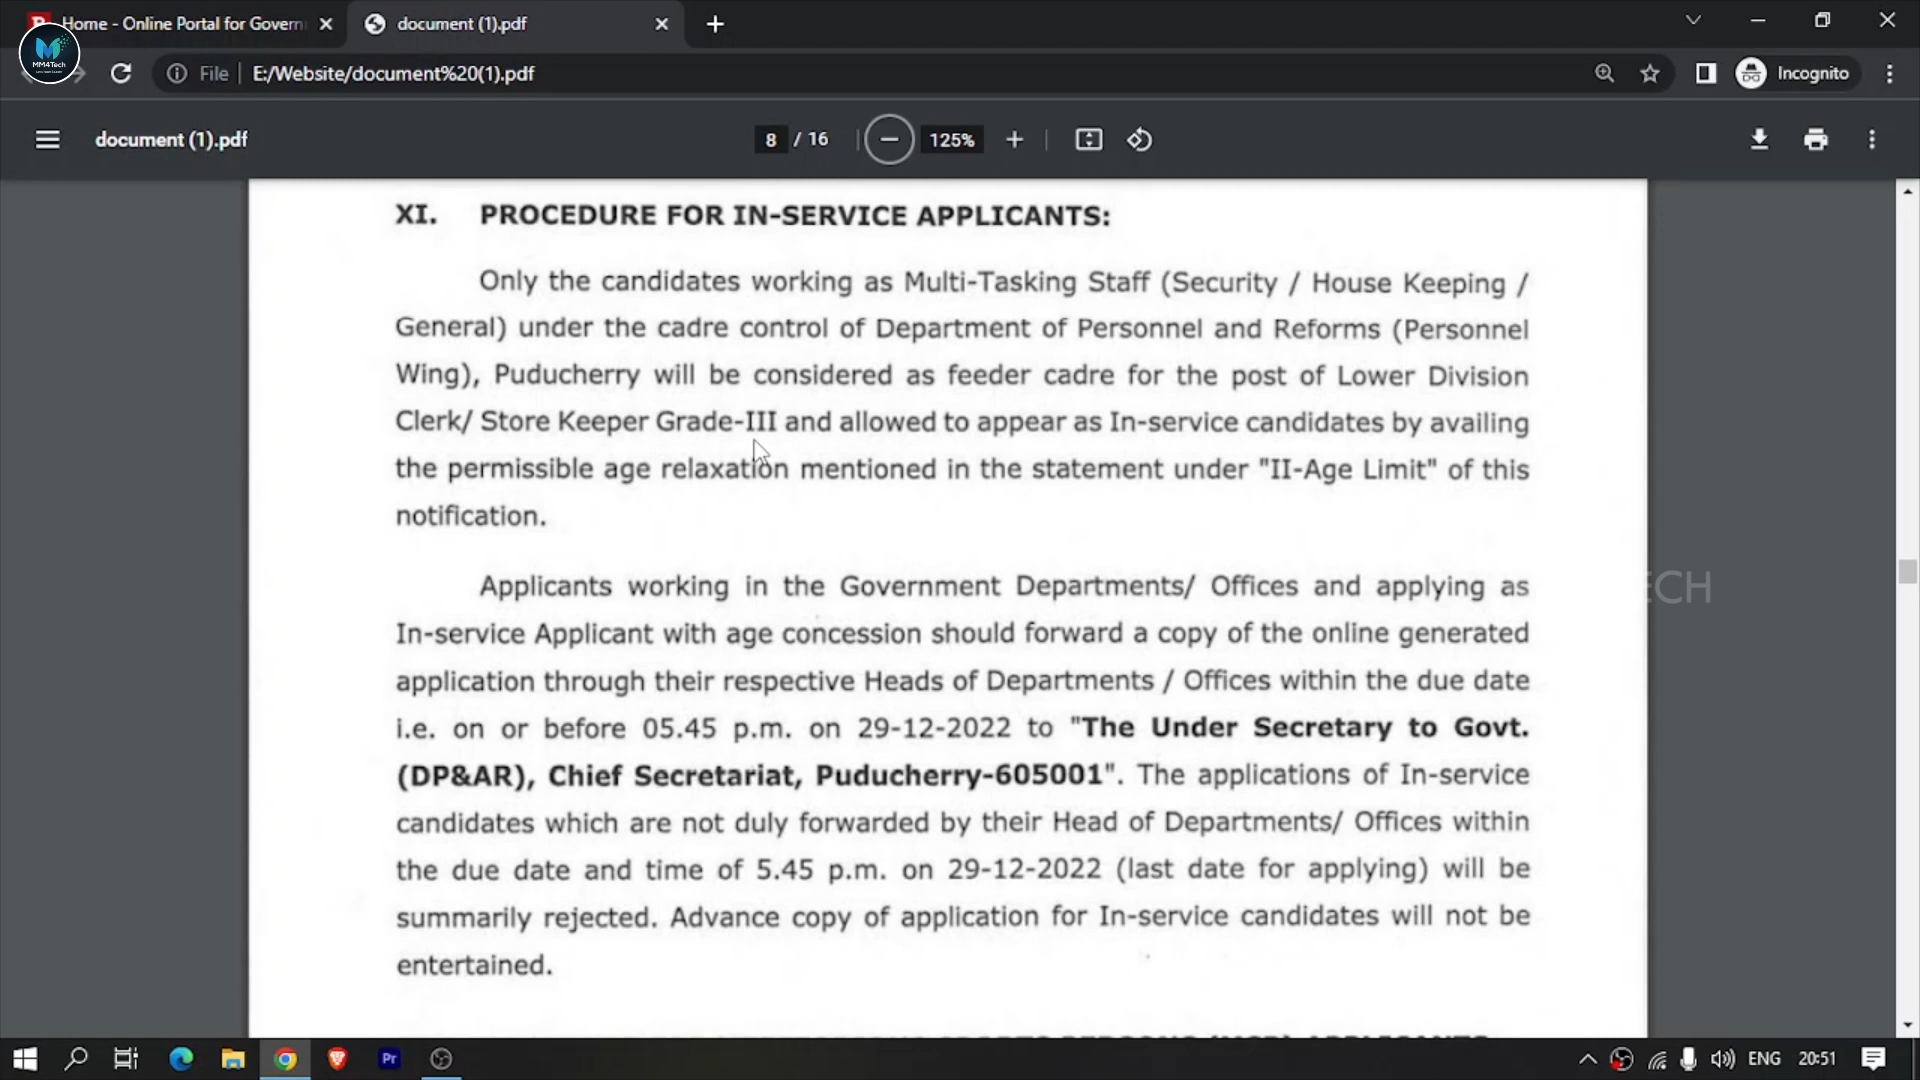 Home - Online Portal for Govern
document (1).pdf
MM4Tech
File
E:/Website/document%20(1).pdf
Incognito
document (1).pdf
8 / 16
125%
XI. PROCEDURE FOR IN-SERVICE APPLICANTS:
Only the candidates working as Multi-Tasking Staff (Security / House Keeping /
General) under the cadre control of Department of Personnel and Reforms (Personnel
Wing), Puducherry will be considered as feeder cadre for the post of Lower Division
Clerk/ Store Keeper Grade-III and allowed to appear as In-service candidates by availing
the permissible age relaxation mentioned in the statement under "II-Age Limit" of this
notification.
Applicants working in the Government Departments/ Offices and applying as
In-service Applicant with age concession should forward a copy of the online generated
application through their respective Heads of Departments / Offices within the due date
i.e. on or before 05.45 p.m. on 29-12-2022 to "The Under Secretary to Govt.
(DP&AR), Chief Secretariat, Puducherry-605001". The applications of In-service
candidates which are not duly forwarded by their Head of Departments/ Offices within
the due date and time of 5.45 p.m. on 29-12-2022 (last date for applying) will be
summarily rejected. Advance copy of application for In-service candidates will not be
entertained.
ECH
Pr
ENG
20:51